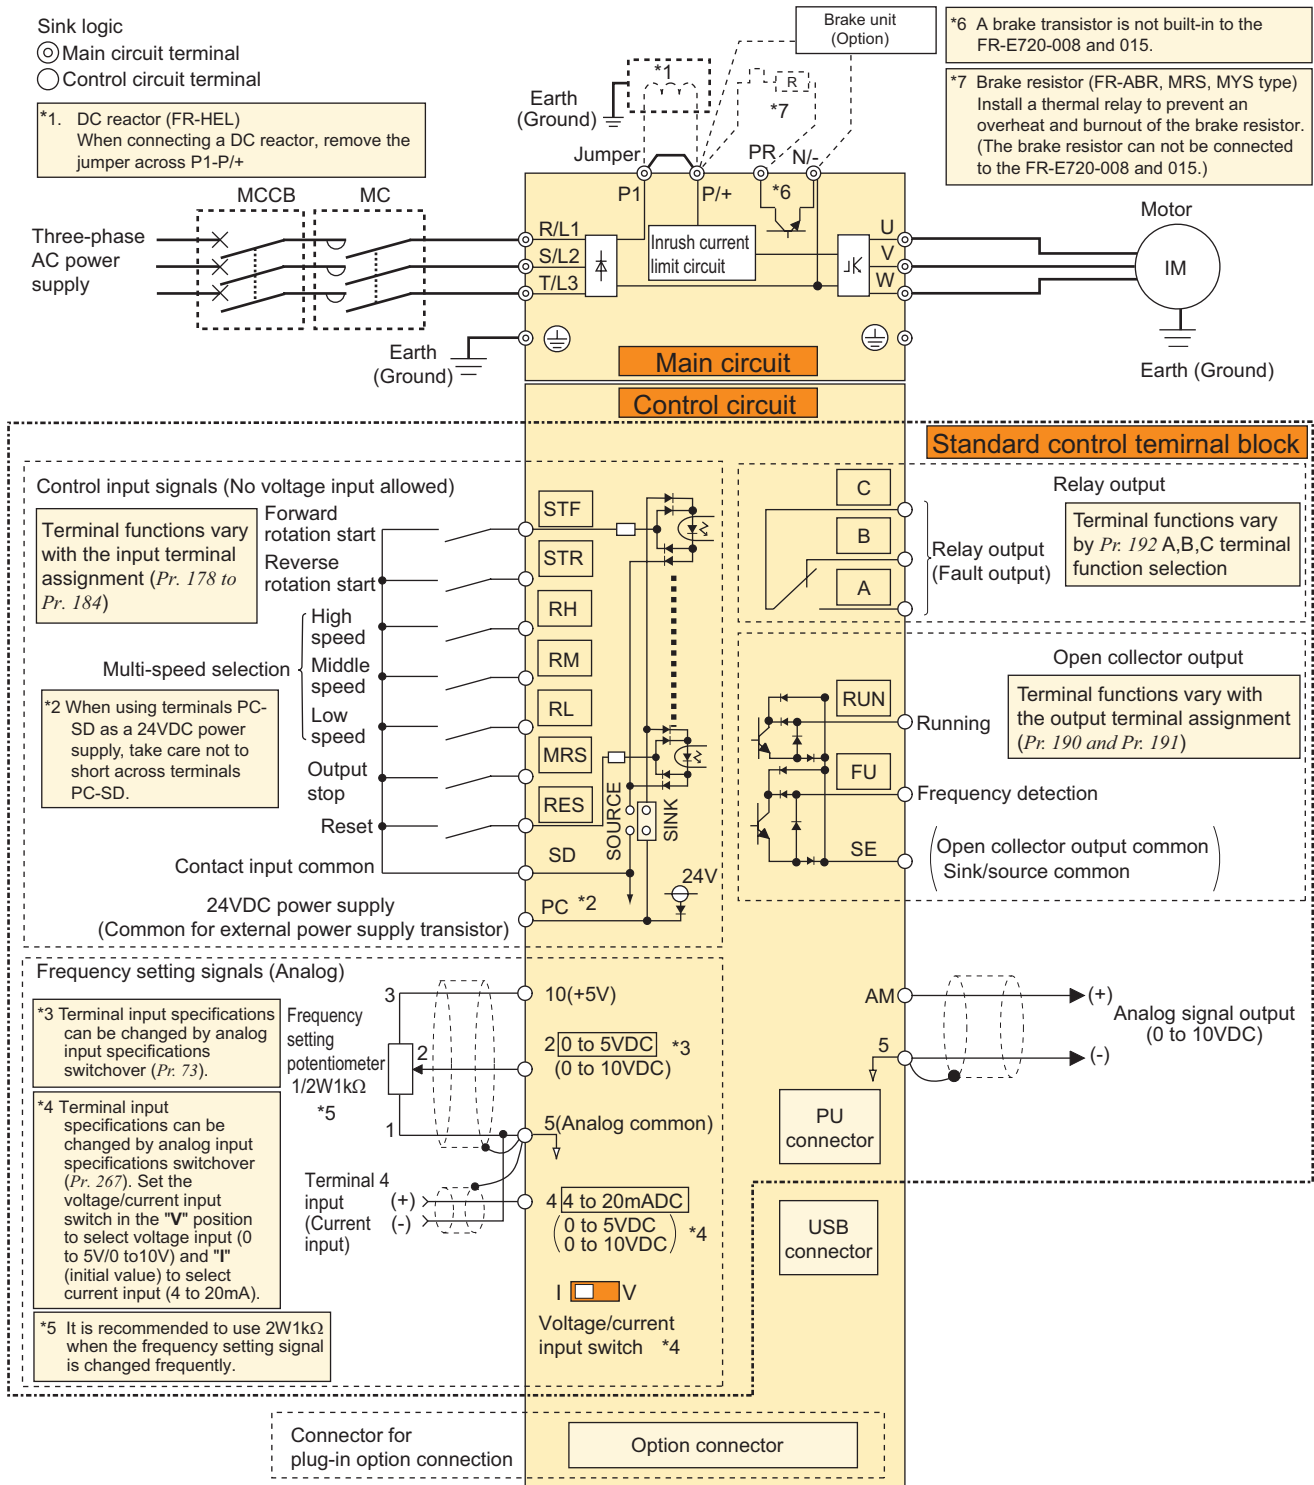 Sink logic
Main circuit terminal
Control circuit terminal
*1. DC reactor (FR-HEL)
When connecting a DC reactor, remove the
jumper across P1-P/+
Brake unit
(Option)
*6 A brake transistor is not built-in to the
FR-E720-008 and 015.
*7 Brake resistor (FR-ABR, MRS, MYS type)
Install a thermal relay to prevent an
overheat and burnout of the brake resistor.
(The brake resistor can not be connected
to the FR-E720-008 and 015.)
*1
R
*7
Earth
(Ground)
Jumper
PR
N/-
P1
P/+
*6
MCCB
MC
Three-phase
AC power
supply
R/L1
S/L2
T/L3
Inrush current
limit circuit
U
V
W
Motor
IM
Earth
(Ground)
Earth (Ground)
Main circuit
Control circuit
Standard control temirnal block
Control input signals (No voltage input allowed)
Terminal functions vary
with the input terminal
assignment (Pr. 178 to
Pr. 184)
Forward
rotation start
Reverse
rotation start
High
speed
Multi-speed selection
Middle
speed
Low
speed
*2 When using terminals PC-
SD as a 24VDC power
supply, take care not to
short across terminals
PC-SD.
Output
stop
Reset
Contact input common
24VDC power supply
(Common for external power supply transistor)
STF
STR
RH
RM
RL
MRS
RES
SD
PC *2
SOURCE
SINK
24V
C
B
A
Relay output
Relay output
(Fault output)
Terminal functions vary
by Pr. 192 A,B,C terminal
function selection
Open collector output
Terminal functions vary with
the output terminal assignment
(Pr. 190 and Pr. 191)
RUN
Running
FU
Frequency detection
SE
Open collector output common
Sink/source common
Frequency setting signals (Analog)
*3 Terminal input specifications
can be changed by analog
input specifications
switchover (Pr. 73).
*4 Terminal input
specifications can be
changed by analog input
specifications switchover
(Pr. 267). Set the
voltage/current input
switch in the "V" position
to select voltage input (0
to 5V/0 to10V) and "I"
(initial value) to select
current input (4 to 20mA).
*5 It is recommended to use 2W1kΩ
when the frequency setting signal
is changed frequently.
Frequency
setting
potentiometer
1/2W1kΩ
*5
3
2
1
10(+5V)
2 0 to 5VDC *3
(0 to 10VDC)
5(Analog common)
Terminal 4
input
(Current
input)
(+)
(-)
4 4 to 20mADC
0 to 5VDC
0 to 10VDC
*4
I V
Voltage/current
input switch *4
AM
5
(+)
(-)
Analog signal output
(0 to 10VDC)
PU
connector
USB
connector
Connector for
plug-in option connection
Option connector